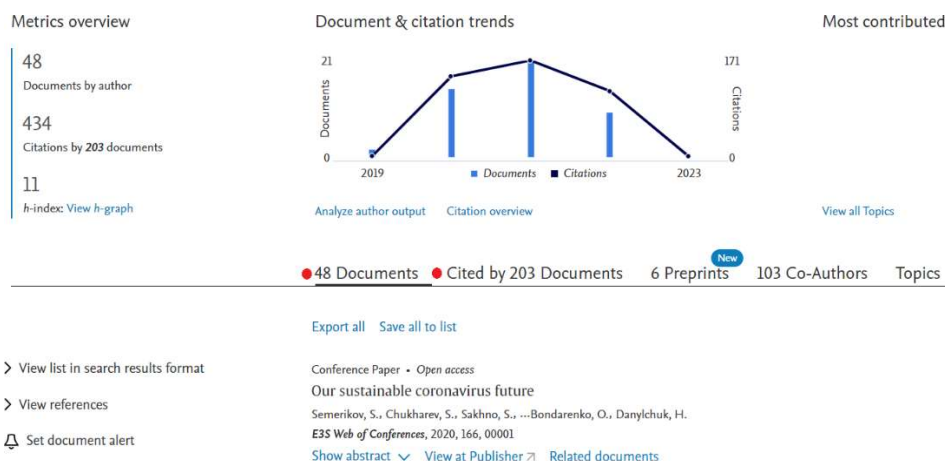 Metrics overview
48
Documents by author
434
Citations by 203 documents
11
h-index: View h-graph
Document & citation trends
21
171
Documents
Citations
0
0
2019
Documents
Citations
2023
Analyze author output
Citation overview
Most contributed
View all Topics
New
48 Documents
Cited by 203 Documents
6 Preprints
103 Co-Authors
Topics
Export all
Save all to list
View list in search results format
View references
Set document alert
Conference Paper • Open access
Our sustainable coronavirus future
Semerikov, S., Chukharev, S., Sakhno, S., ...Bondarenko, O., Danylchuk, H.
E3S Web of Conferences, 2020, 166, 00001
Show abstract
View at Publisher
Related documents